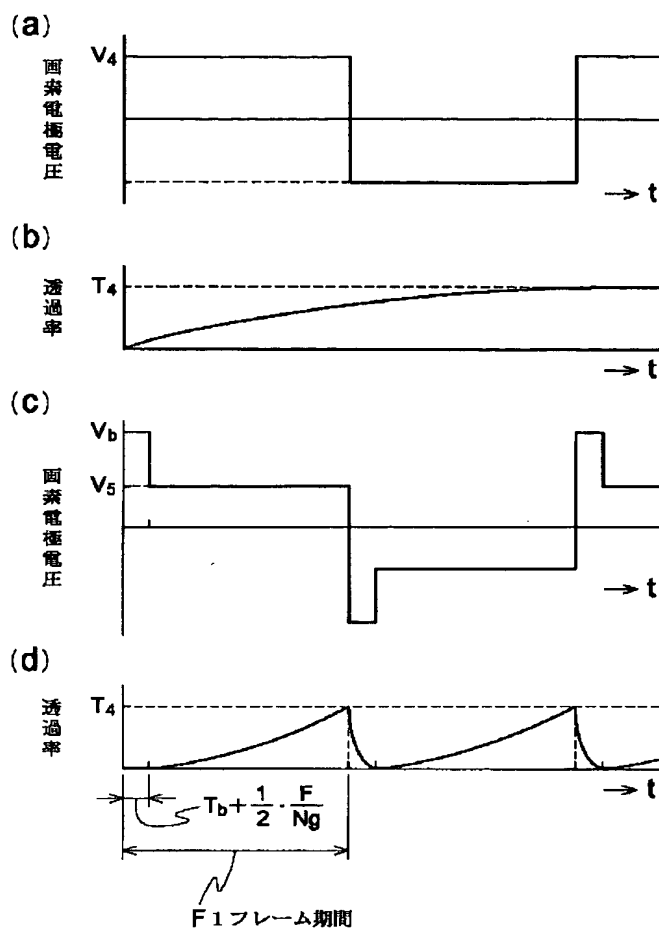 (a)
V4
画素電極電圧
→ t
(b)
T4
透過率
→ t
(c)
Vb
V5
画素電極電圧
→ t
(d)
T4
透過率
→ t
Tb + 1/2 · F/Ng
F 1フレーム期間